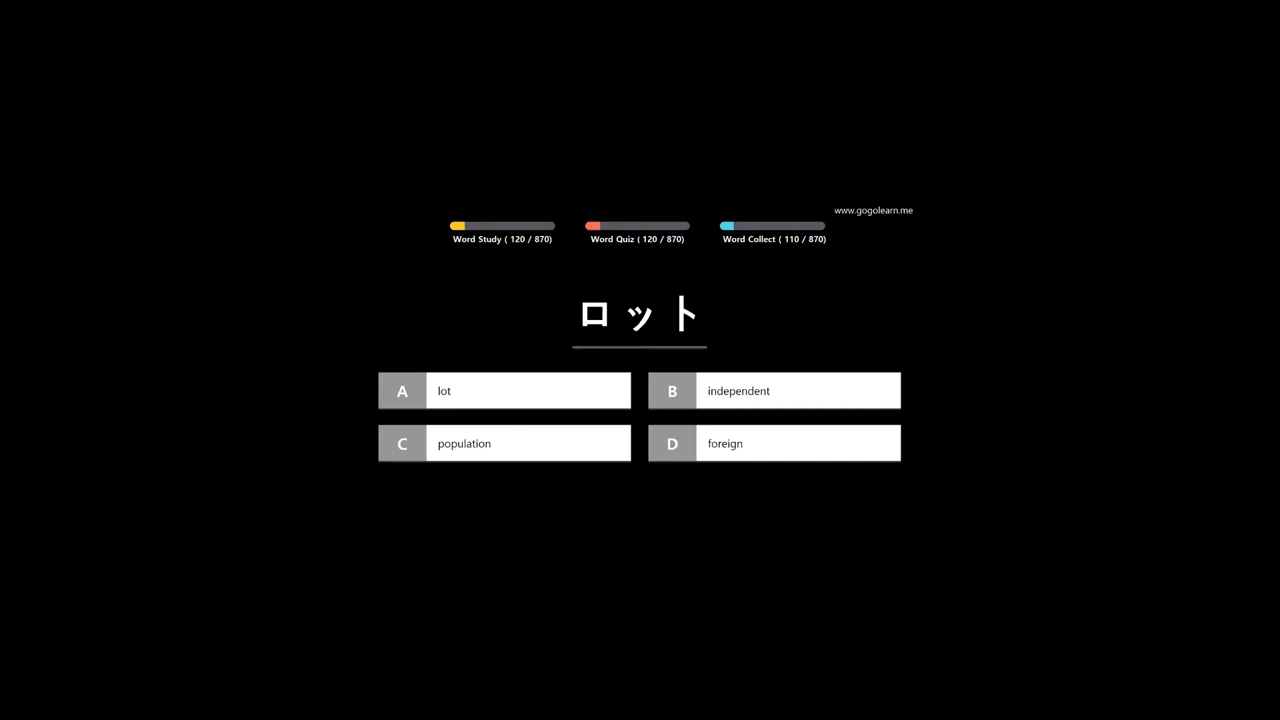 www.gogolearn.me
Word Study ( 120 / 870)
Word Quiz ( 120 / 870)
Word Collect ( 110 / 870)
ロット
A lot
B independent
C population
D foreign